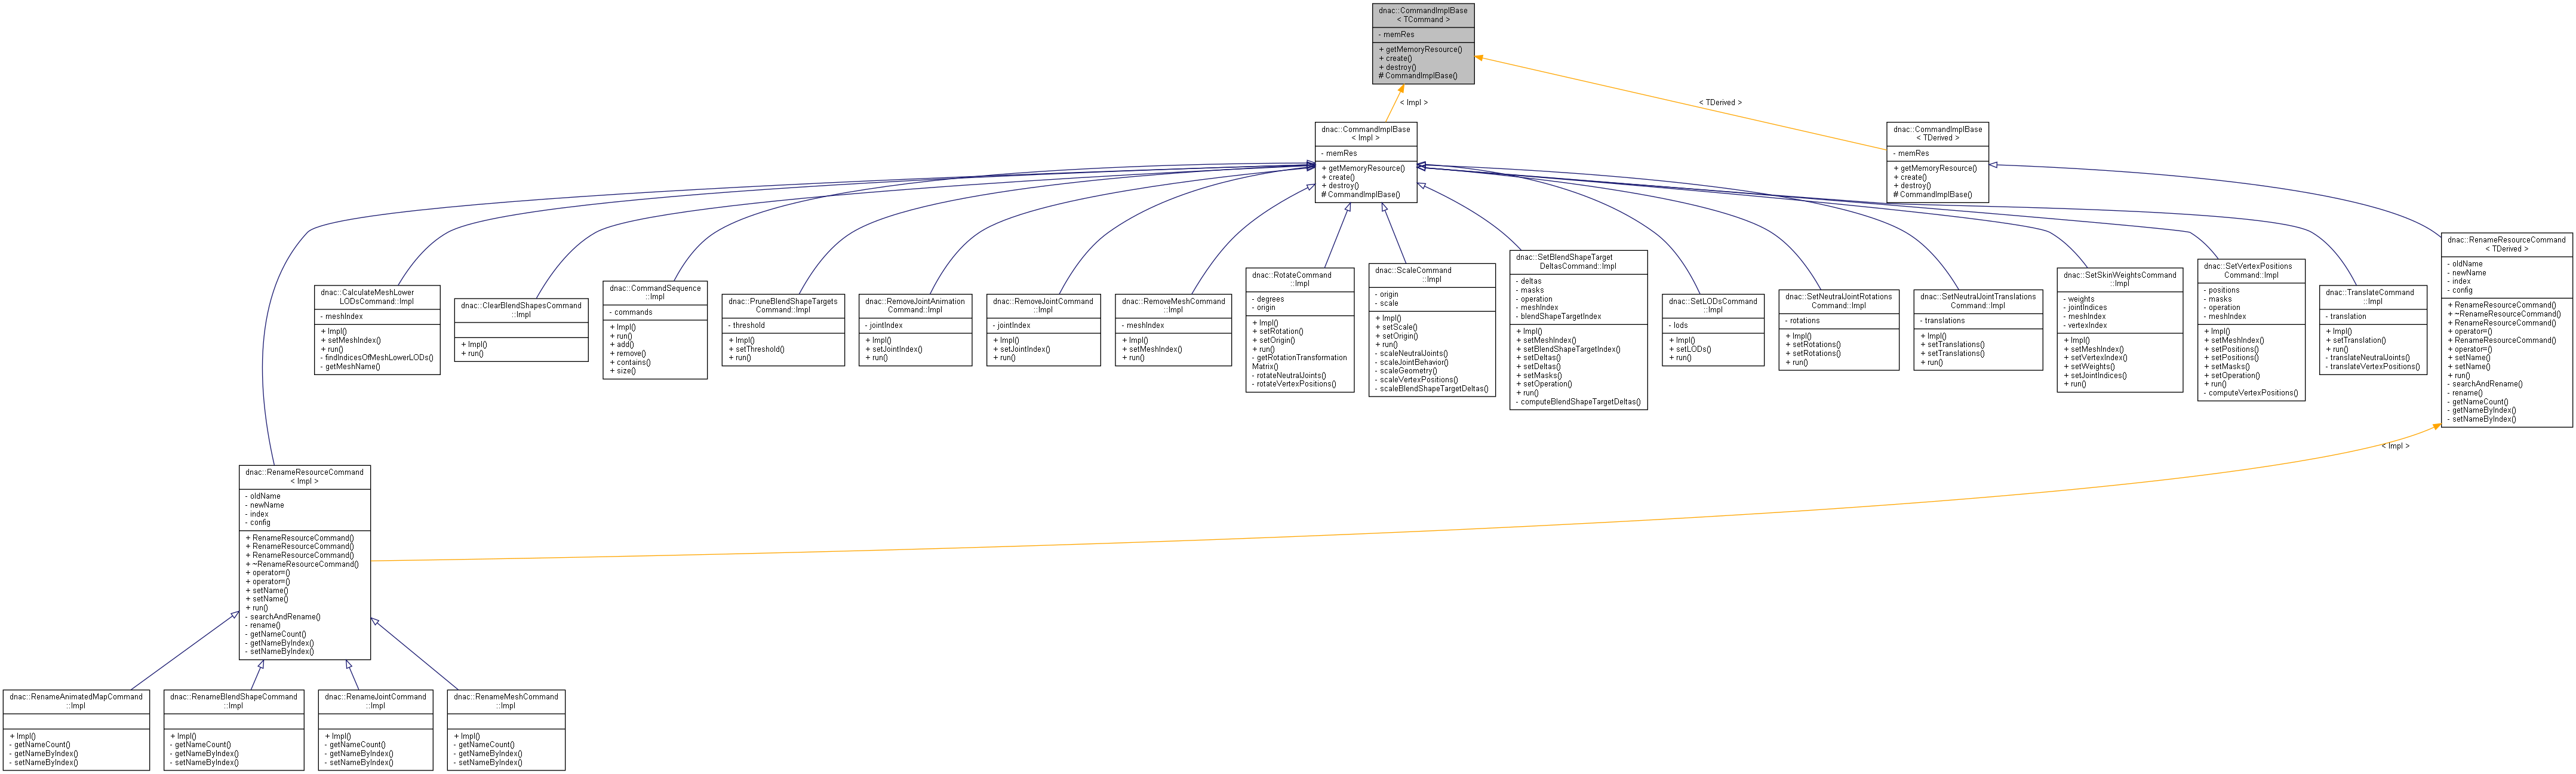 dnac::CommandImplBase
< TCommand >
- memRes
+ getMemoryResource()
+ create()
+ destroy()
# CommandImplBase()
< Impl >
< TDerived >
dnac::CommandImplBase
< Impl >
- memRes
+ getMemoryResource()
+ create()
+ destroy()
# CommandImplBase()
dnac::CommandImplBase
< TDerived >
- memRes
+ getMemoryResource()
+ create()
+ destroy()
# CommandImplBase()
dnac::CalculateMeshLower
LODsCommand::Impl
- meshIndex
+ Impl()
+ setMeshIndex()
+ run()
- findIndicesOfMeshLowerLODs()
- getMeshName()
dnac::ClearBlendShapesCommand
::Impl
+ Impl()
+ run()
dnac::CommandSequence
::Impl
- commands
+ Impl()
+ run()
+ add()
+ remove()
+ contains()
+ size()
dnac::PruneBlendShapeTargets
Command::Impl
- threshold
+ Impl()
+ setThreshold()
+ run()
dnac::RemoveJointAnimation
Command::Impl
- jointIndex
+ Impl()
+ setJointIndex()
+ run()
dnac::RemoveJointCommand
::Impl
- jointIndex
+ Impl()
+ setJointIndex()
+ run()
dnac::RemoveMeshCommand
::Impl
- meshIndex
+ Impl()
+ setMeshIndex()
+ run()
dnac::RotateCommand
::Impl
- degrees
- origin
+ Impl()
+ setRotation()
+ setOrigin()
+ run()
- getRotationTransformation
Matrix()
- rotateNeutralJoints()
- rotateVertexPositions()
dnac::ScaleCommand
::Impl
- origin
- scale
+ Impl()
+ setScale()
+ setOrigin()
+ run()
- scaleNeutralJoints()
- scaleJointBehavior()
- scaleGeometry()
- scaleVertexPositions()
- scaleBlendShapeTargetDeltas()
dnac::SetBlendShapeTarget
DeltasCommand::Impl
- deltas
- masks
- operation
- meshIndex
- blendShapeTargetIndex
+ Impl()
+ setMeshIndex()
+ setBlendShapeTargetIndex()
+ setDeltas()
+ setDeltas()
+ setMasks()
+ setOperation()
+ run()
- computeBlendShapeTargetDeltas()
dnac::SetLODsCommand
::Impl
- lods
+ Impl()
+ setLODs()
+ run()
dnac::SetNeutralJointRotations
Command::Impl
- rotations
+ Impl()
+ setRotations()
+ setRotations()
+ run()
dnac::SetNeutralJointTranslations
Command::Impl
- translations
+ Impl()
+ setTranslations()
+ setTranslations()
+ run()
dnac::SetSkinWeightsCommand
::Impl
- weights
- jointIndices
- meshIndex
- vertexIndex
+ Impl()
+ setMeshIndex()
+ setVertexIndex()
+ setWeights()
+ setJointIndices()
+ run()
dnac::SetVertexPositions
Command::Impl
- positions
- masks
- operation
- meshIndex
+ Impl()
+ setMeshIndex()
+ setPositions()
+ setPositions()
+ setMasks()
+ setOperation()
+ run()
- computeVertexPositions()
dnac::TranslateCommand
::Impl
- translation
+ Impl()
+ setTranslation()
+ run()
- translateNeutralJoints()
- translateVertexPositions()
dnac::RenameResourceCommand
< TDerived >
- oldName
- newName
- index
- config
+ RenameResourceCommand()
+ ~RenameResourceCommand()
+ RenameResourceCommand()
+ operator=()
+ RenameResourceCommand()
+ operator=()
+ setName()
+ setName()
+ run()
- searchAndRename()
- rename()
- getNameCount()
- getNameByIndex()
- setNameByIndex()
< Impl >
dnac::RenameResourceCommand
< Impl >
- oldName
- newName
- index
- config
+ RenameResourceCommand()
+ RenameResourceCommand()
+ RenameResourceCommand()
+ ~RenameResourceCommand()
+ operator=()
+ operator=()
+ setName()
+ setName()
+ run()
- searchAndRename()
- rename()
- getNameCount()
- getNameByIndex()
- setNameByIndex()
dnac::RenameAnimatedMapCommand
::Impl
+ Impl()
- getNameCount()
- getNameByIndex()
- setNameByIndex()
dnac::RenameBlendShapeCommand
::Impl
+ Impl()
- getNameCount()
- getNameByIndex()
- setNameByIndex()
dnac::RenameJointCommand
::Impl
+ Impl()
- getNameCount()
- getNameByIndex()
- setNameByIndex()
dnac::RenameMeshCommand
::Impl
+ Impl()
- getNameCount()
- getNameByIndex()
- setNameByIndex()